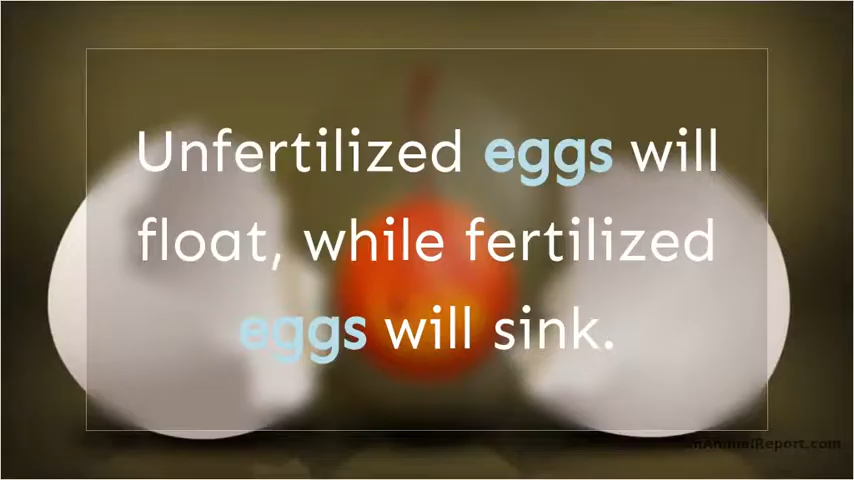 Unfertilized eggs will
float, while fertilized
eggs will sink.